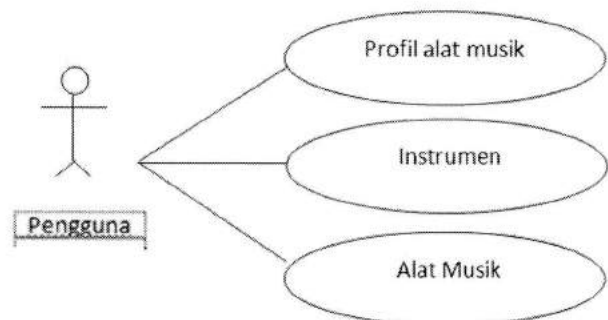 Profil alat musik
Instrumen
Pengguna
Alat Musik